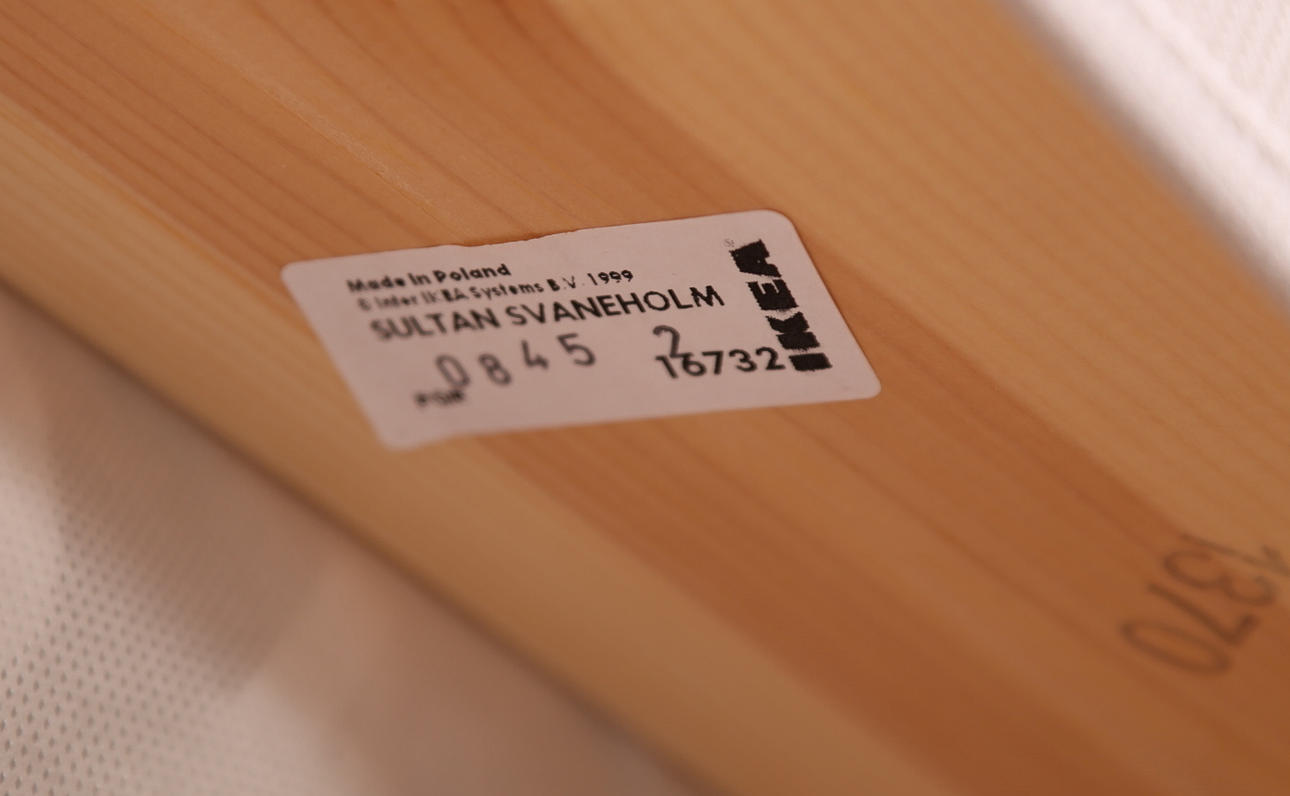 Made in Poland
© Inter IKEA Systems B.V. 1999
SULTAN SVANEHOLM
0845 2
16732
IKEA
®
1370